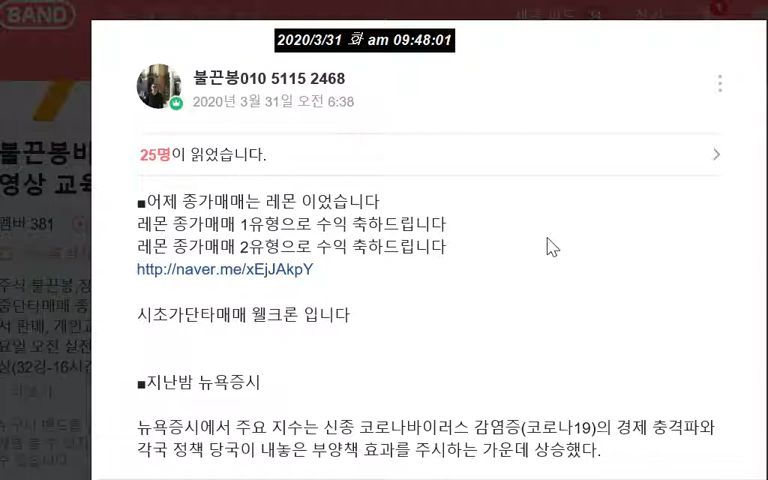 BAND
2020/3/31 화 am 09:48:01
불끈봉010 5115 2468
2020년 3월 31일 오전 6:38
25명이 읽었습니다.
■어제 종가매매는 레몬 이었습니다
레몬 종가매매 1유형으로 수익 축하드립니다
레몬 종가매매 2유형으로 수익 축하드립니다
http://naver.me/xEjJAkpY
시초가단타매매 웰크론 입니다
■지난밤 뉴욕증시
뉴욕증시에서 주요 지수는 신종 코로나바이러스 감염증(코로나19)의 경제 충격파와
각국 정책 당국이 내놓은 부양책 효과를 주시하는 가운데 상승했다.
불끈봉
영상 교육
멤버 381
주식 불끈봉,